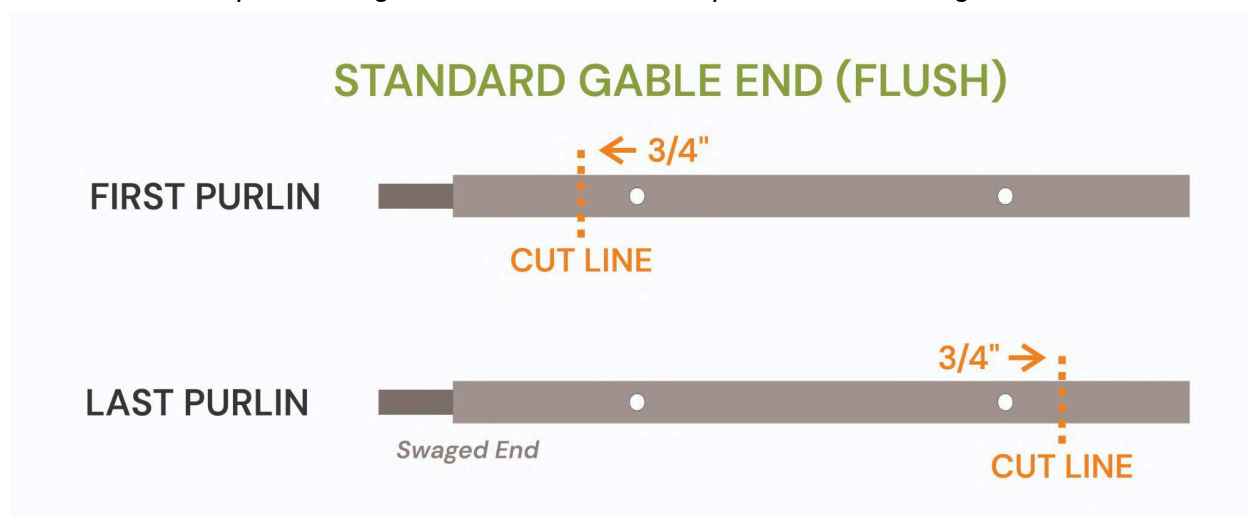 STANDARD GABLE END (FLUSH)
← 3/4"
FIRST PURLIN
CUT LINE
3/4" →
LAST PURLIN
Swaged End
CUT LINE